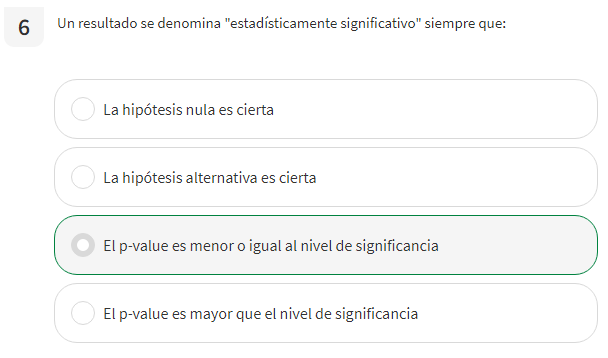 6
Un resultado se denomina "estadísticamente significativo" siempre que:
La hipótesis nula es cierta
La hipótesis alternativa es cierta
El p-value es menor o igual al nivel de significancia
El p-value es mayor que el nivel de significancia